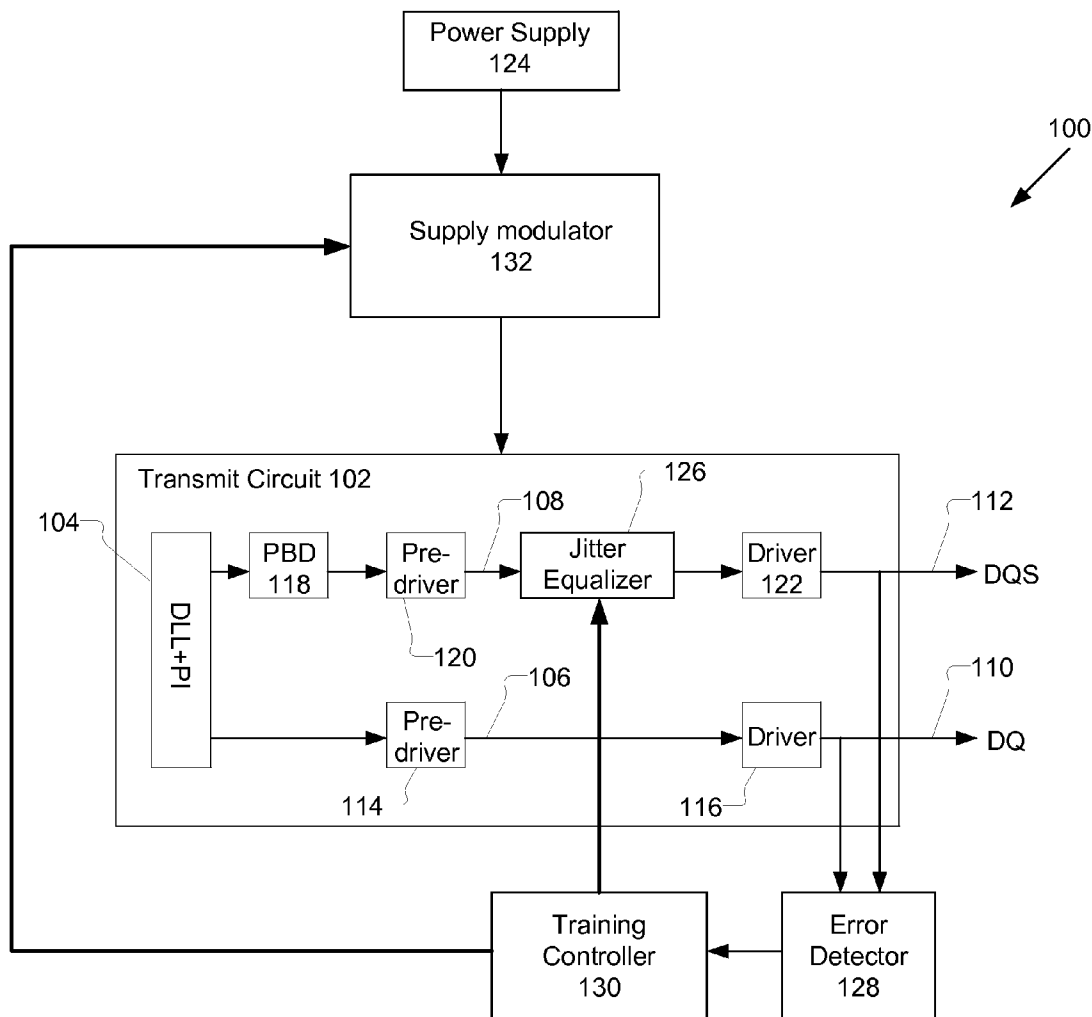 Power Supply
124
100
Supply modulator
132
Transmit Circuit 102
126
104
108
112
PBD
118
Pre-
driver
Jitter
Equalizer
Driver
122
DQS
DLL+PI
120
106
110
Pre-
driver
Driver
DQ
114
116
Training
Controller
130
Error
Detector
128